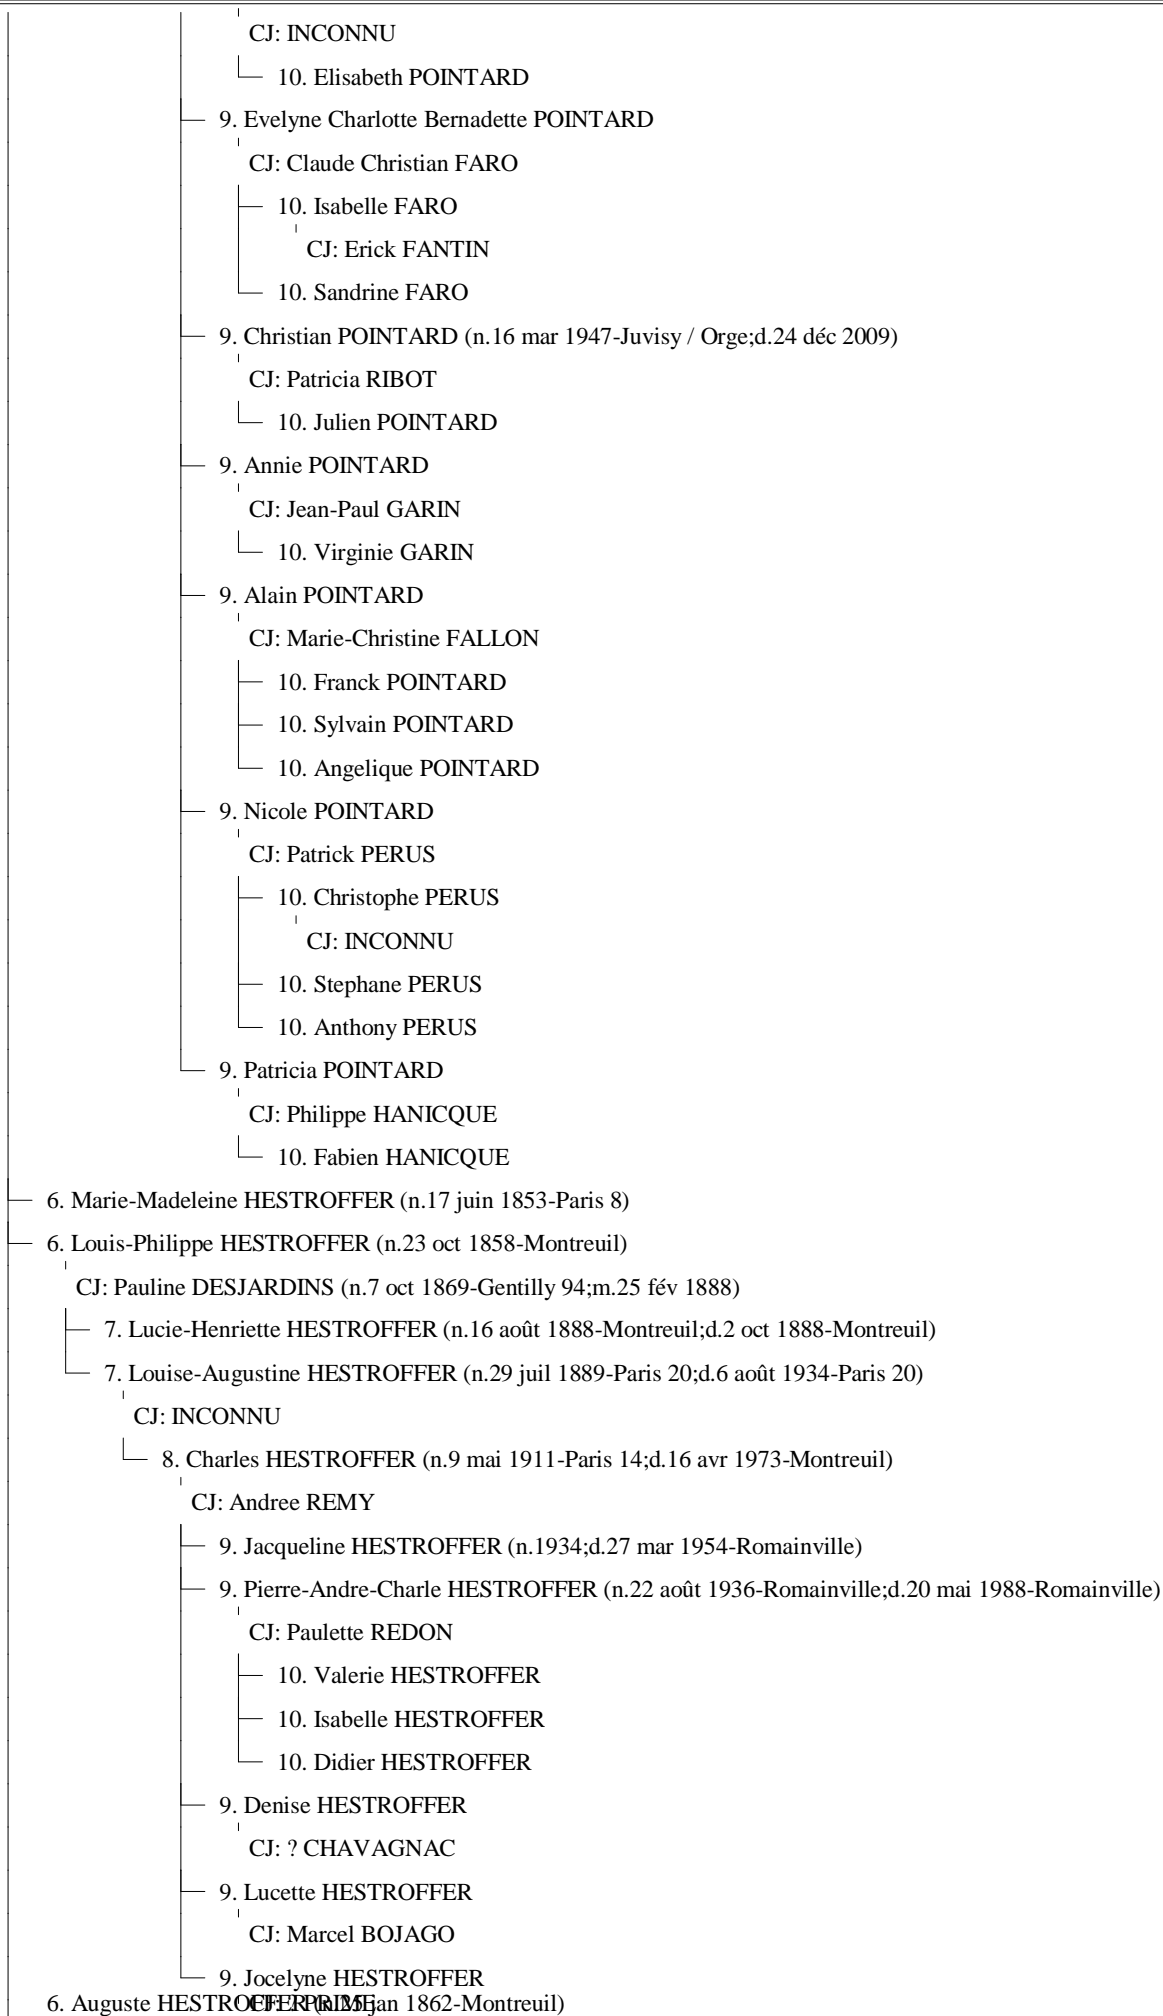 CJ: INCONNU
10. Elisabeth POINTARD
9. Evelyne Charlotte Bernadette POINTARD
CJ: Claude Christian FARO
10. Isabelle FARO
CJ: Erick FANTIN
10. Sandrine FARO
9. Christian POINTARD (n.16 mar 1947-Juvisy / Orge;d.24 déc 2009)
CJ: Patricia RIBOT
10. Julien POINTARD
9. Annie POINTARD
CJ: Jean-Paul GARIN
10. Virginie GARIN
9. Alain POINTARD
CJ: Marie-Christine FALLON
10. Franck POINTARD
10. Sylvain POINTARD
10. Angelique POINTARD
9. Nicole POINTARD
CJ: Patrick PERUS
10. Christophe PERUS
CJ: INCONNU
10. Stephane PERUS
10. Anthony PERUS
9. Patricia POINTARD
CJ: Philippe HANICQUE
10. Fabien HANICQUE
6. Marie-Madeleine HESTROFFER (n.17 juin 1853-Paris 8)
6. Louis-Philippe HESTROFFER (n.23 oct 1858-Montreuil)
CJ: Pauline DESJARDINS (n.7 oct 1869-Gentilly 94;m.25 fév 1888)
7. Lucie-Henriette HESTROFFER (n.16 août 1888-Montreuil;d.2 oct 1888-Montreuil)
7. Louise-Augustine HESTROFFER (n.29 juil 1889-Paris 20;d.6 août 1934-Paris 20)
CJ: INCONNU
8. Charles HESTROFFER (n.9 mai 1911-Paris 14;d.16 avr 1973-Montreuil)
CJ: Andree REMY
9. Jacqueline HESTROFFER (n.1934;d.27 mar 1954-Romainville)
9. Pierre-Andre-Charle HESTROFFER (n.22 août 1936-Romainville;d.20 mai 1988-Romainville)
CJ: Paulette REDON
10. Valerie HESTROFFER
10. Isabelle HESTROFFER
10. Didier HESTROFFER
9. Denise HESTROFFER
CJ: ? CHAVAGNAC
9. Lucette HESTROFFER
CJ: Marcel BOJAGO
9. Jocelyne HESTROFFER
6. Auguste HESTROFFER jan 1862-Montreuil)